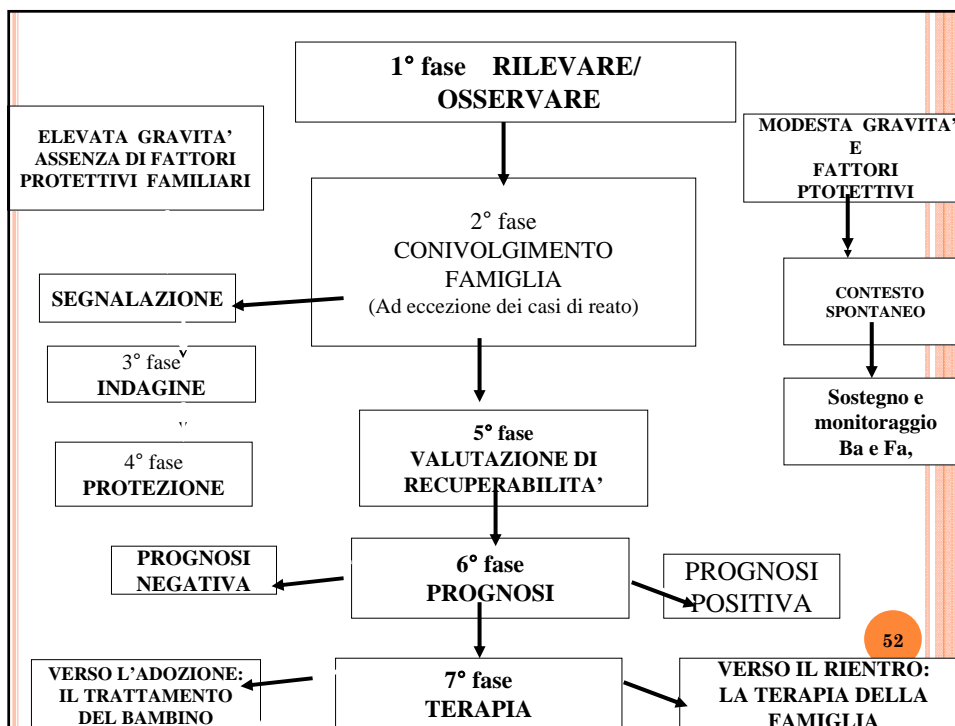 1° fase RILEVARE/
OSSERVARE
ELEVATA GRAVITA’
ASSENZA DI FATTORI
PROTETTIVI FAMILIARI
MODESTA GRAVITA’
E
FATTORI
PTOTETTIVI
2° fase
CONIVOLGIMENTO
FAMIGLIA
(Ad eccezione dei casi di reato)
SEGNALAZIONE
CONTESTO
SPONTANEO
3° fase
INDAGINE
Sostegno e
monitoraggio
Ba e Fa,
4° fase
PROTEZIONE
5° fase
VALUTAZIONE DI
RECUPERABILITA’
PROGNOSI
NEGATIVA
6° fase
PROGNOSI
PROGNOSI
POSITIVA
52
VERSO L’ADOZIONE:
IL TRATTAMENTO
DEL BAMBINO
7° fase
TERAPIA
VERSO IL RIENTRO:
LA TERAPIA DELLA
FAMIGLIA